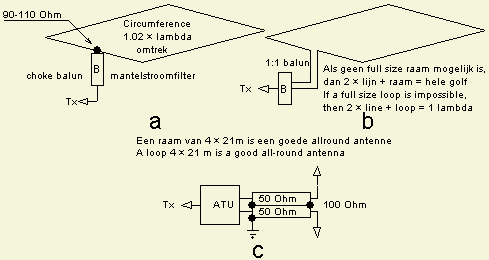 90-110 Ohm
Circumference
1.02 × lambda
omtrek
choke balun
B
mantelstroomfilter
Tx
a
1:1 balun
Tx
B
Als geen full size raam mogelijk is,
dan 2 × lijn + raam = hele golf
If a full size loop is impossible,
then 2 × line + loop = 1 lambda
b
Een raam van 4 × 21m is een goede allround antenne
A loop 4 × 21 m is a good all-round antenna
Tx
ATU
50 Ohm
50 Ohm
100 Ohm
c